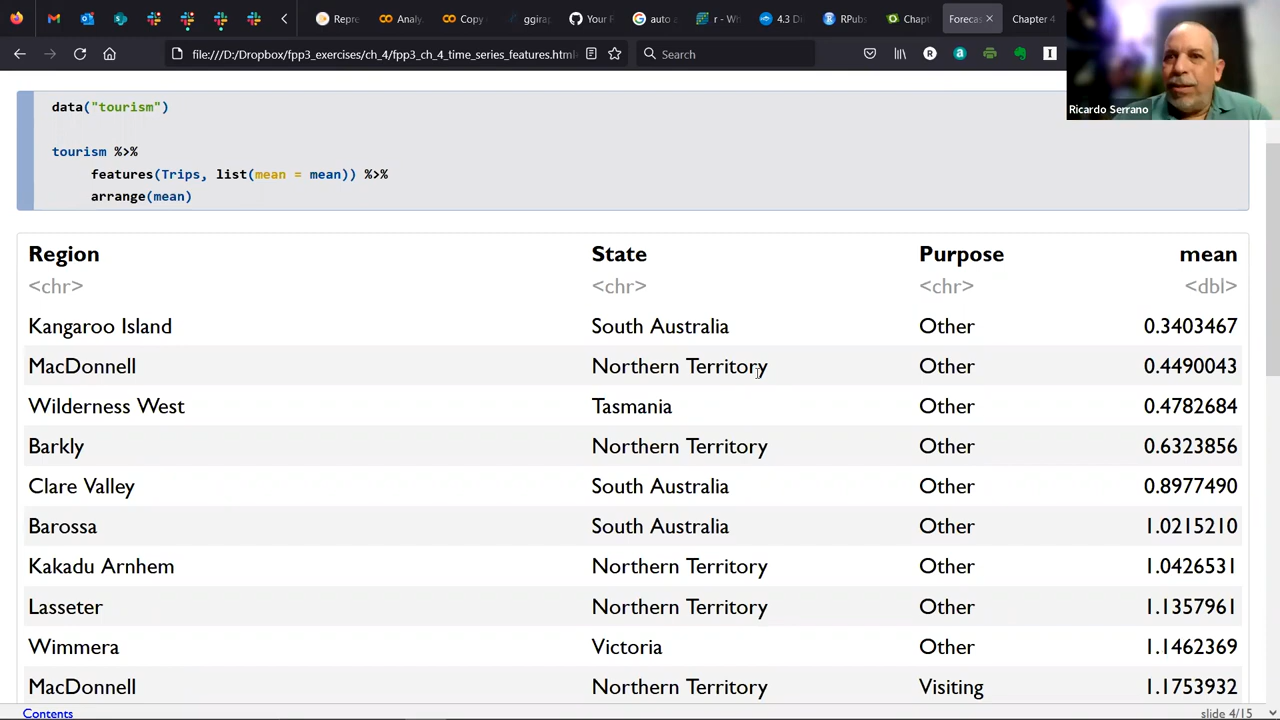 Repre
Analy.
Copy
ggira
Your F
auto a
r - Wh
4.3 Di
RPubs
Chapt
Forecas
Chapter 4
file:///D:/Dropbox/fpp3_exercises/ch_4/fpp3_ch_4_time_series_features.html
Search
Ricardo Serrano
data("tourism")
tourism %>%
features(Trips, list(mean = mean)) %>%
arrange(mean)
Region State Purpose mean
<chr> <chr> <chr> <dbl>
Kangaroo Island South Australia Other 0.3403467
MacDonnell Northern Territory Other 0.4490043
Wilderness West Tasmania Other 0.4782684
Barkly Northern Territory Other 0.6323856
Clare Valley South Australia Other 0.8977490
Barossa South Australia Other 1.0215210
Kakadu Arnhem Northern Territory Other 1.0426531
Lasseter Northern Territory Other 1.1357961
Wimmera Victoria Other 1.1462369
MacDonnell Northern Territory Visiting 1.1753932
Contents slide 4/15